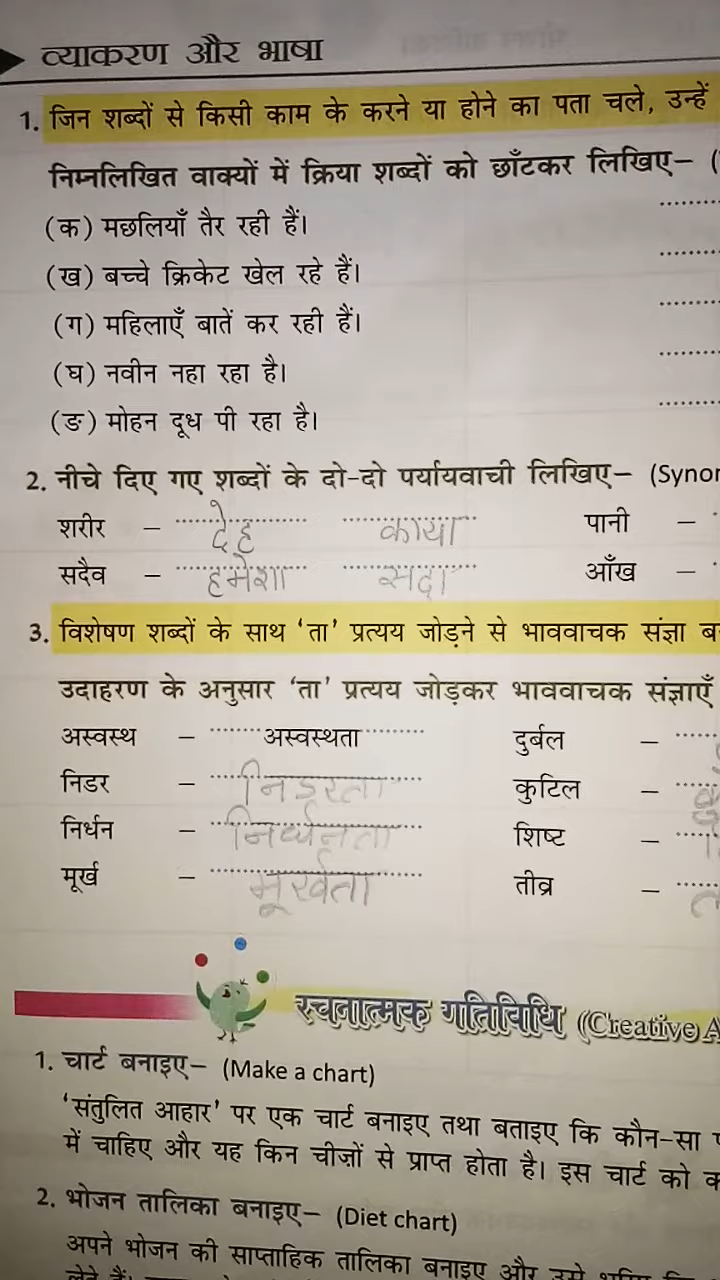 व्याकरण और भाषा
1. जिन शब्दों से किसी काम के करने या होने का पता चले, उन्हें
निम्नलिखित वाक्यों में क्रिया शब्दों को छाँटकर लिखिए– (
(क) मछलियाँ तैर रही हैं।
(ख) बच्चे क्रिकेट खेल रहे हैं।
(ग) महिलाएँ बातें कर रही हैं।
(घ) नवीन नहा रहा है।
(ङ) मोहन दूध पी रहा है।
2. नीचे दिए गए शब्दों के दो-दो पर्यायवाची लिखिए– (Synor
शरीर – देह काया पानी –
सदैव – हमेशा सदा आँख –
3. विशेषण शब्दों के साथ ‘ता’ प्रत्यय जोड़ने से भाववाचक संज्ञा
उदाहरण के अनुसार ‘ता’ प्रत्यय जोड़कर भाववाचक संज्ञाएँ
अस्वस्थ – अस्वस्थता दुर्बल –
निडर – निडरता कुटिल –
निर्धन – निर्ध्यनता शिष्ट –
मूर्ख – मूर्खता तीव्र –
रचनात्मक गतिविधि (Creative A
1. चार्ट बनाइए– (Make a chart)
‘संतुलित आहार’ पर एक चार्ट बनाइए तथा बताइए कि कौन-सा
में चाहिए और यह किन चीज़ों से प्राप्त होता है। इस चार्ट को
2. भोजन तालिका बनाइए– (Diet chart)
अपने भोजन की साप्ताहिक तालिका बनाइए और उसे